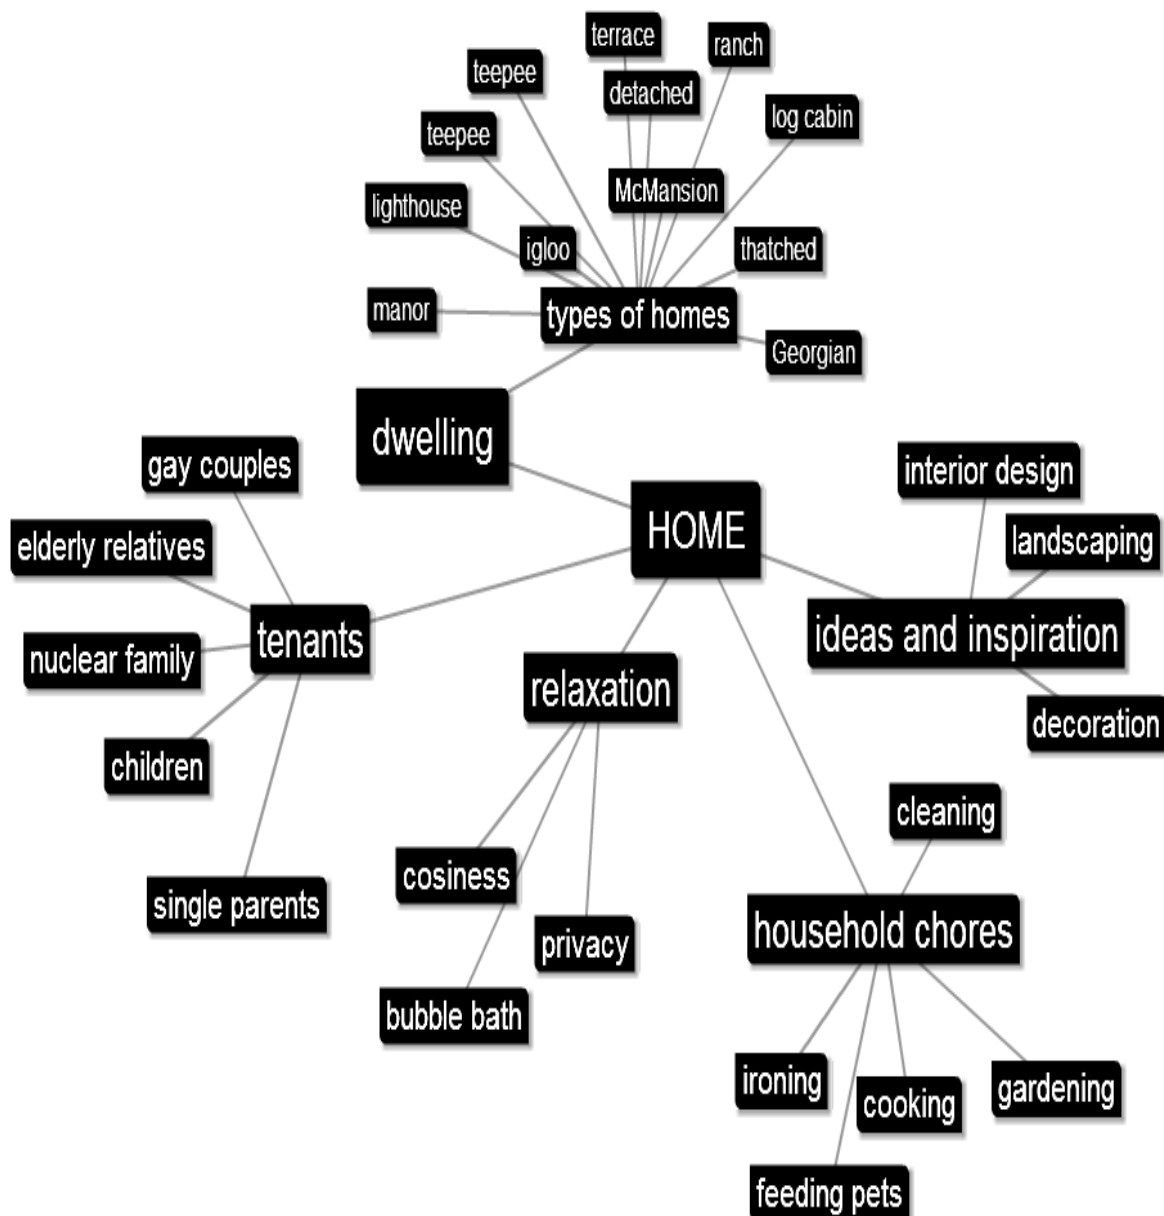 terrace
ranch
teepee
detached
log cabin
teepee
McMansion
lighthouse
igloo
thatched
manor
types of homes
Georgian
dwelling
gay couples
interior design
HOME
elderly relatives
landscaping
tenants
ideas and inspiration
nuclear family
relaxation
decoration
children
cleaning
cosiness
single parents
household chores
privacy
bubble bath
ironing
gardening
cooking
feeding pets